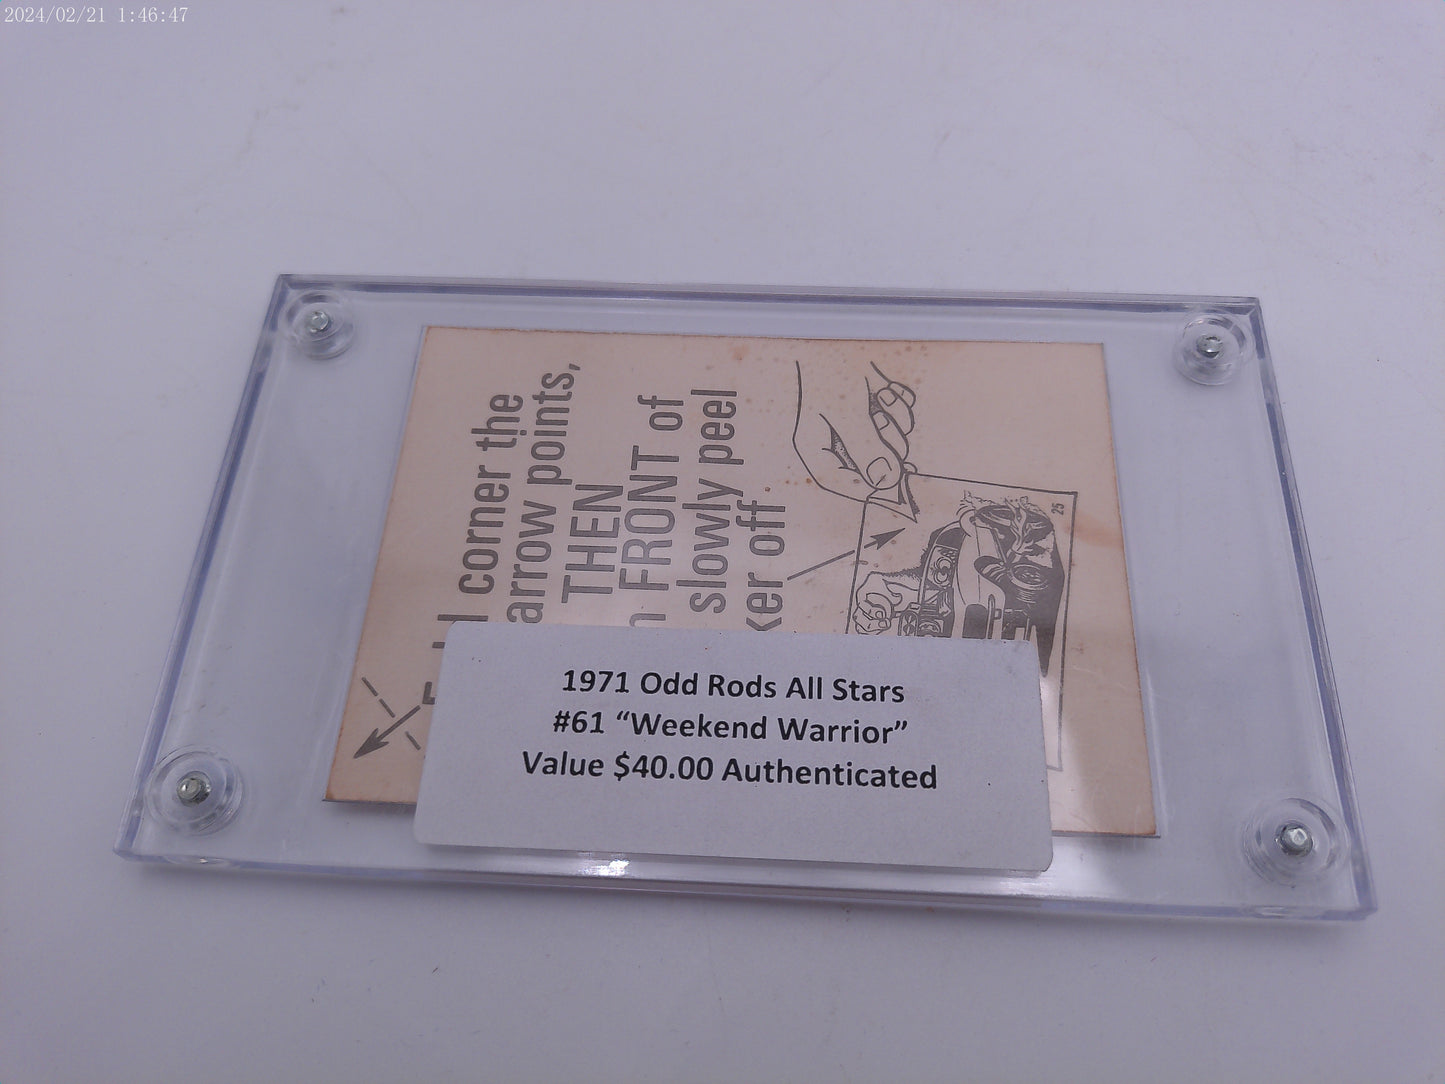 2024/02/21 1:46:47
corner the
arrow points,
THEN
FRONT of
slowly peel
off.
25
1971 Odd Rods All Stars
#61 “Weekend Warrior”
Value $40.00 Authenticated